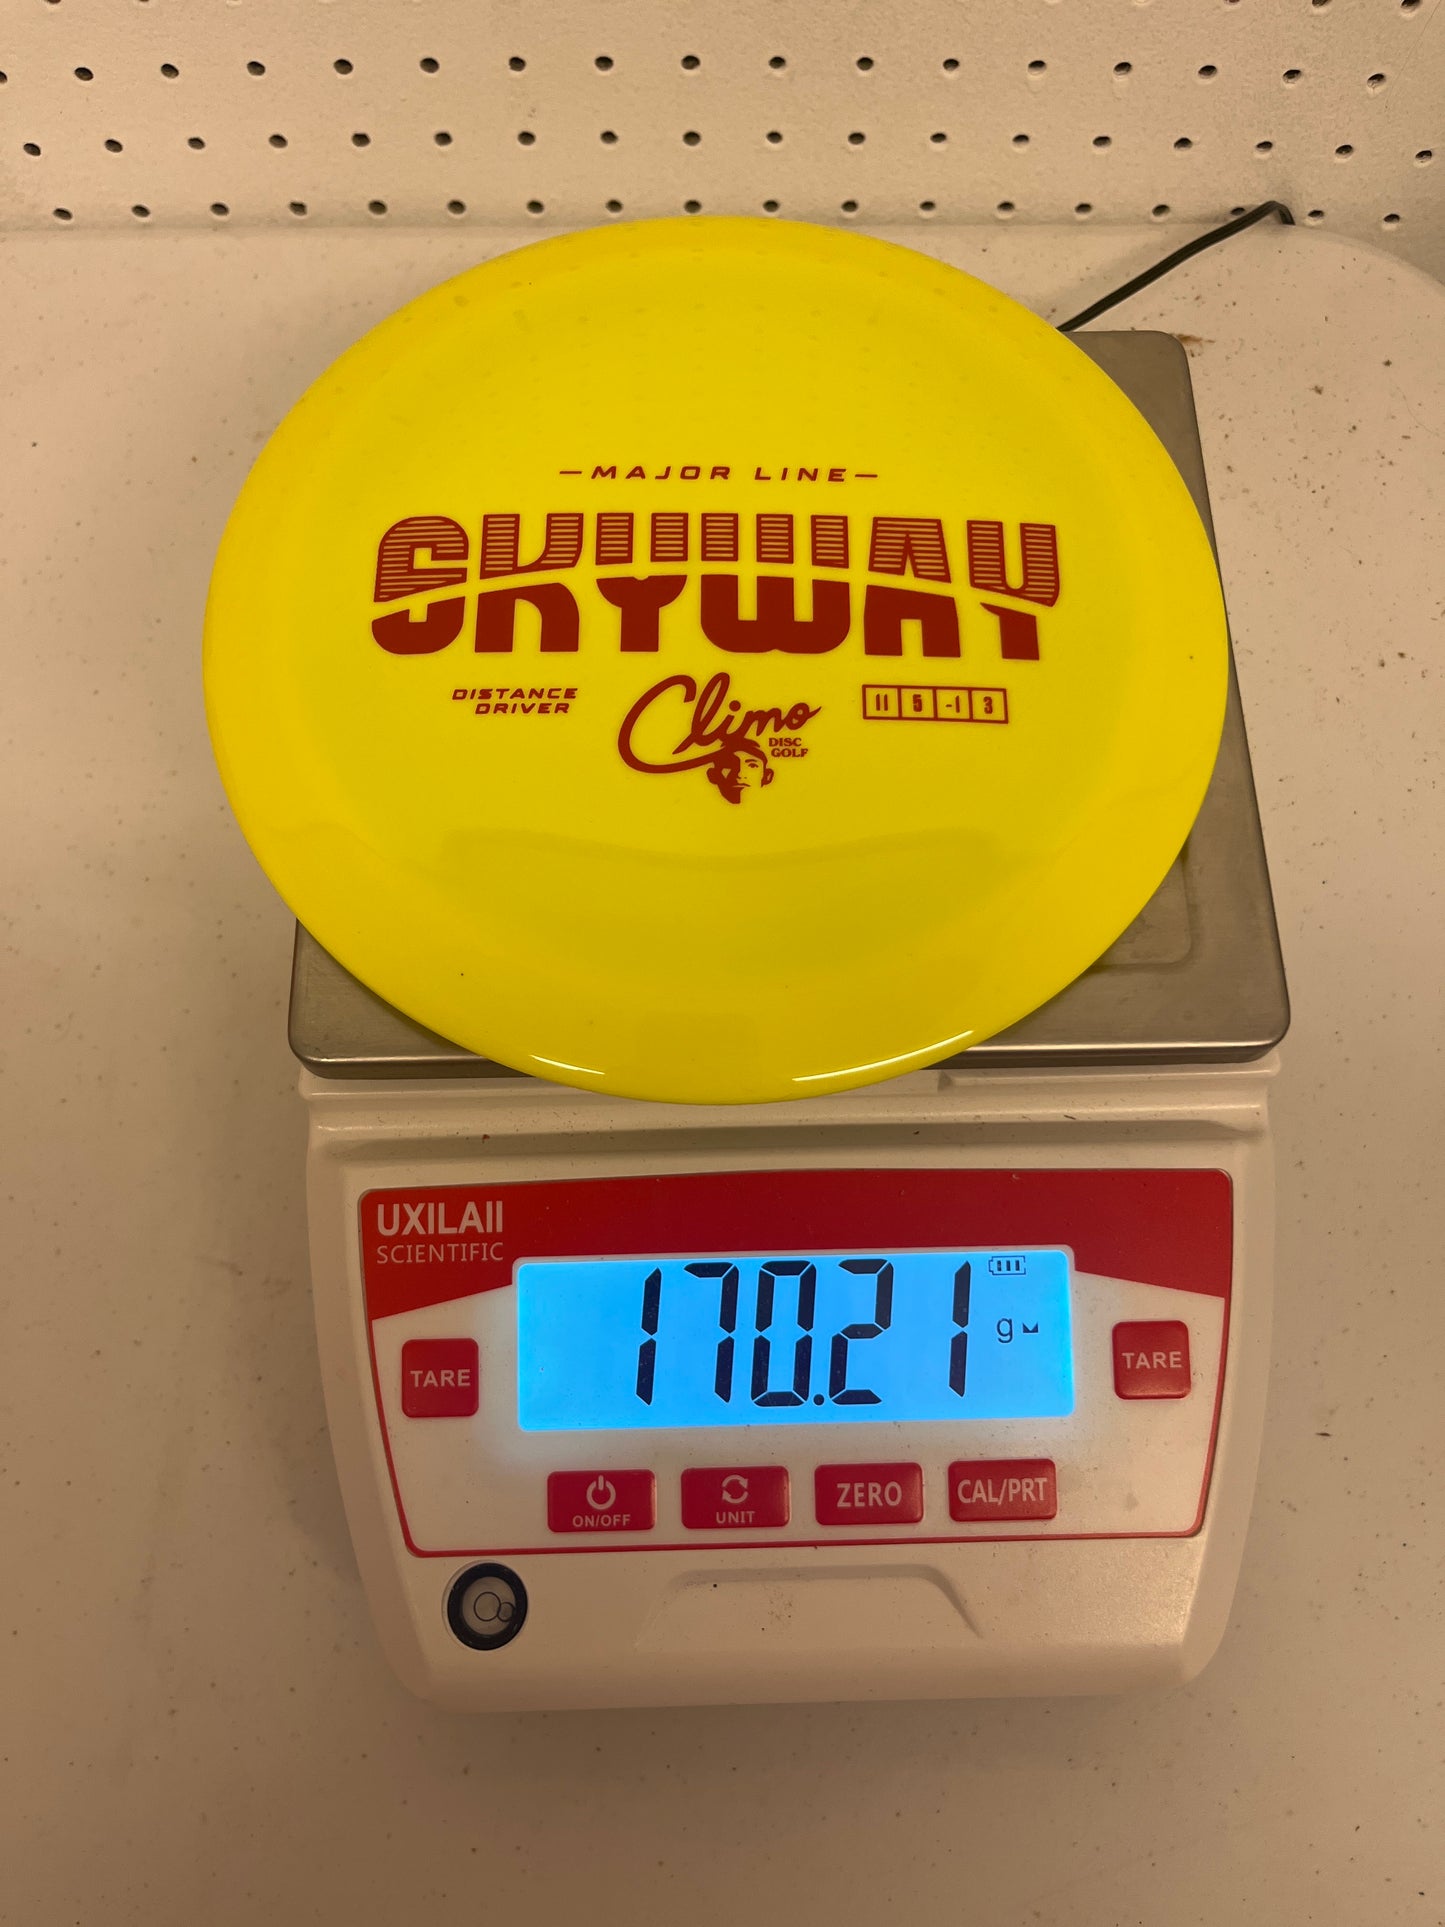 — MAJOR LINE —
SKYWAY
DISTANCE
DRIVER
Climo
DISC
GOLF
11 5 -1 3
UXILAII
SCIENTIFIC
170.21 g
TARE
TARE
ON/OFF
UNIT
ZERO
CAL/PRT